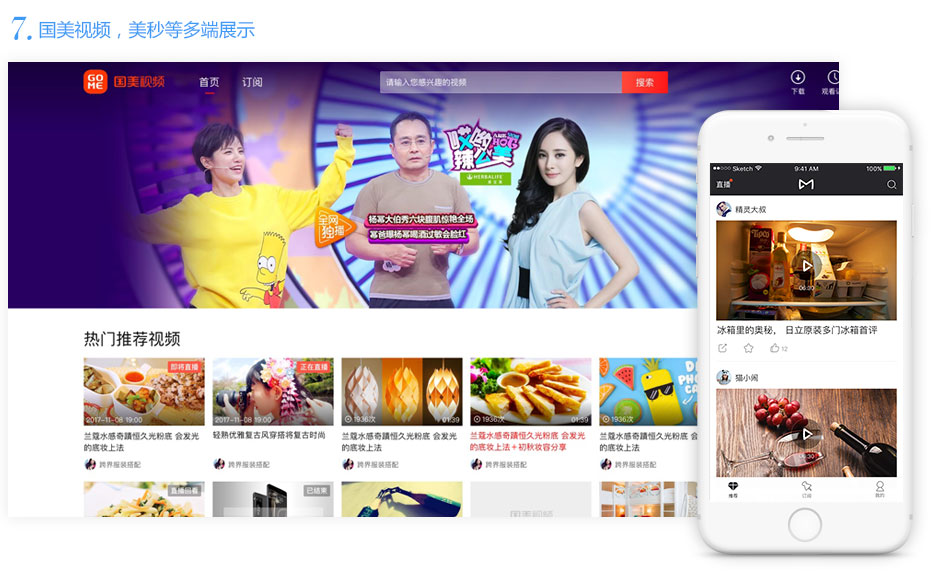 7. 国美视频，美秒等多端展示
GO
ME
国美视频
首页
订阅
请输入您感兴趣的视频
搜索
下载
哎哟
辣么美
HERBALIFE
全网
独播
杨幂大伯秀六块腹肌惊艳全场
幂爸曝杨幂喝酒过敏会脸红
热门推荐视频
即将直播
2017-11-08 19:00
兰蔻水感奇蹟恒久光粉底 会发光
的底妆上法
跨界服装搭配
正在直播
2017-11-08 19:00
轻熟优雅复古风穿搭将复古时尚
跨界服装搭配
1936次
01:39
兰蔻水感奇蹟恒久光粉底 会发光
的底妆上法
跨界服装搭配
1936次
01:39
兰蔻水感奇蹟恒久光粉底 会发光
的底妆上法＋初秋妆容分享
跨界服装搭配
1936次
兰蔻水感奇蹟恒久光粉底 会
的底妆上法
跨界服装搭配
直播回看
已结束
国美视频
Sketch
9:41 AM
100%
直播
精灵大叔
06:30
冰箱里的奥秘， 日立原装多门冰箱首评
12
猫小闹
06:30
推荐
订阅
我的